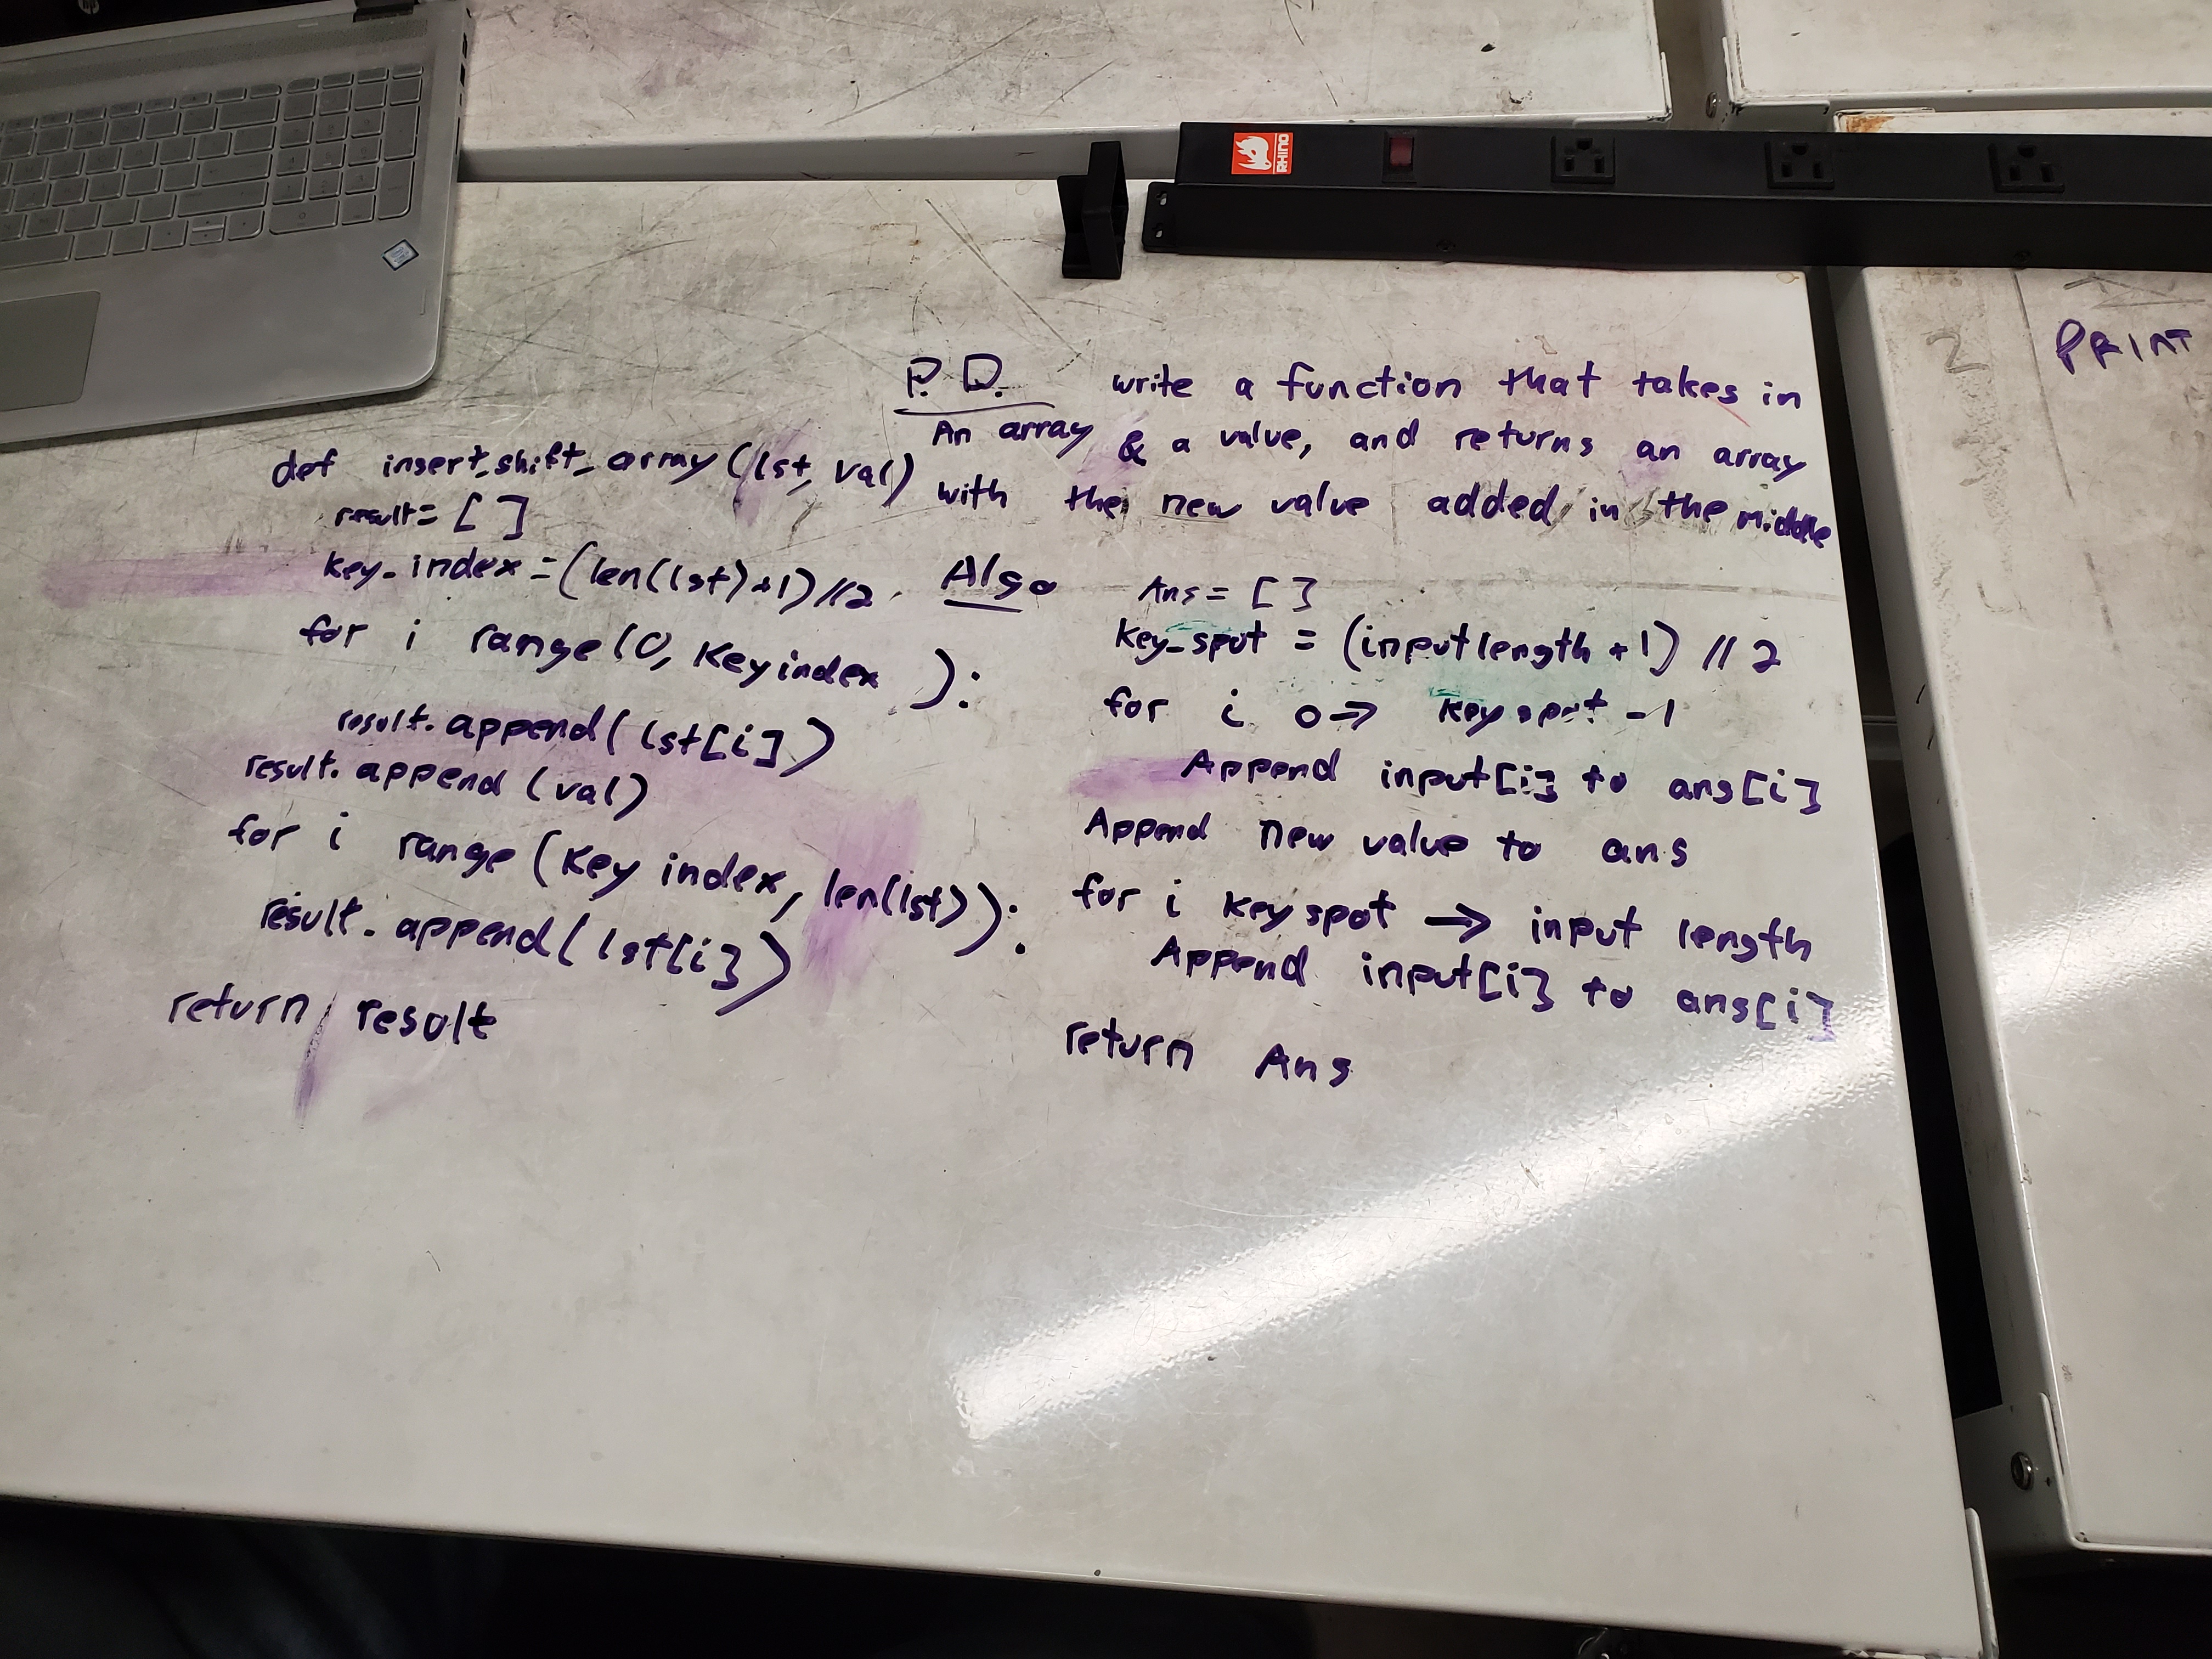 P.D. write a function that takes in
An array & a value, and returns an array
with the new value added in the middle
Algo
Ans = [ ]
key_spot = (input length + 1) // 2
for i 0 → key spot - 1
Append input[i] to ans[i]
Append new value to ans
for i key spot → input length
Append input[i] to ans[i]
return Ans
def insert_shift_array (lst, val)
result = [ ]
key_index = (len(lst)+1)//2
for i range (0, key index ):
result.append(lst[i])
result.append(val)
for i range (key index, len(lst)):
result.append(lst[i])
return result
RHINO
PRINT